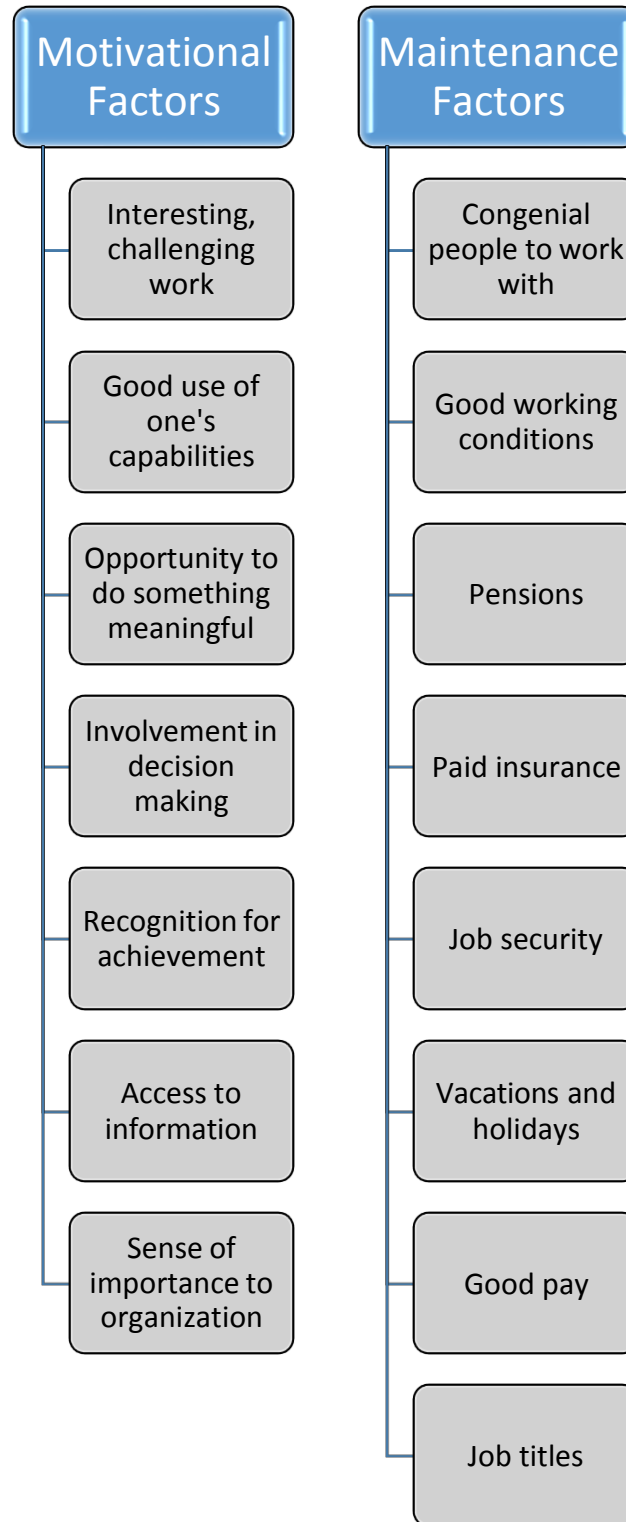 Motivational
Factors
Interesting,
challenging
work
Good use of
one's
capabilities
Opportunity to
do something
meaningful
Involvement in
decision
making
Recognition for
achievement
Access to
information
Sense of
importance to
organization
Maintenance
Factors
Congenial
people to work
with
Good working
conditions
Pensions
Paid insurance
Job security
Vacations and
holidays
Good pay
Job titles